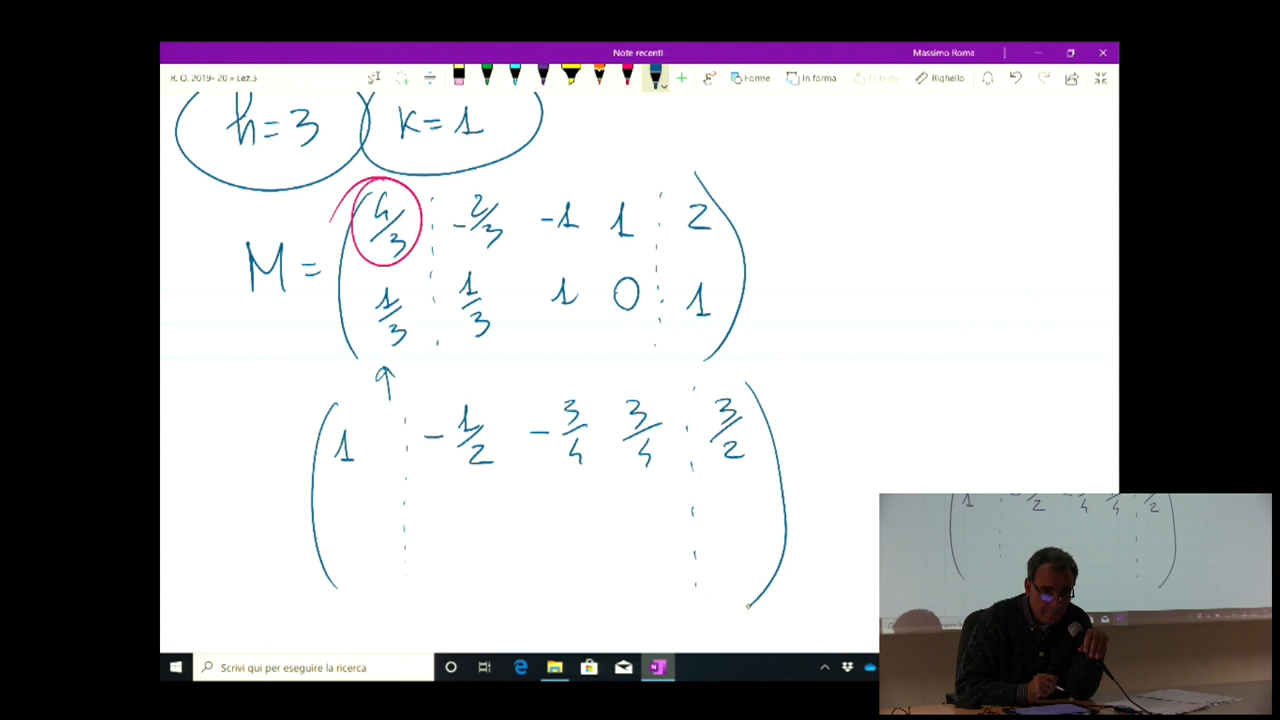 Note recenti
Massimo Roma
R. O. 2019- 20 » Lez.3
Forme In forma In testo Righello
h=3 K=1
M = ( 4/3 ⋮ -2/3 -1 1 ⋮ 2 )
( 1/3 ⋮ 1/3 1 0 ⋮ 1 )
↑
( 1 ⋮ -1/2 -3/4 3/4 ⋮ 3/2 )
Scrivi qui per eseguire la ricerca